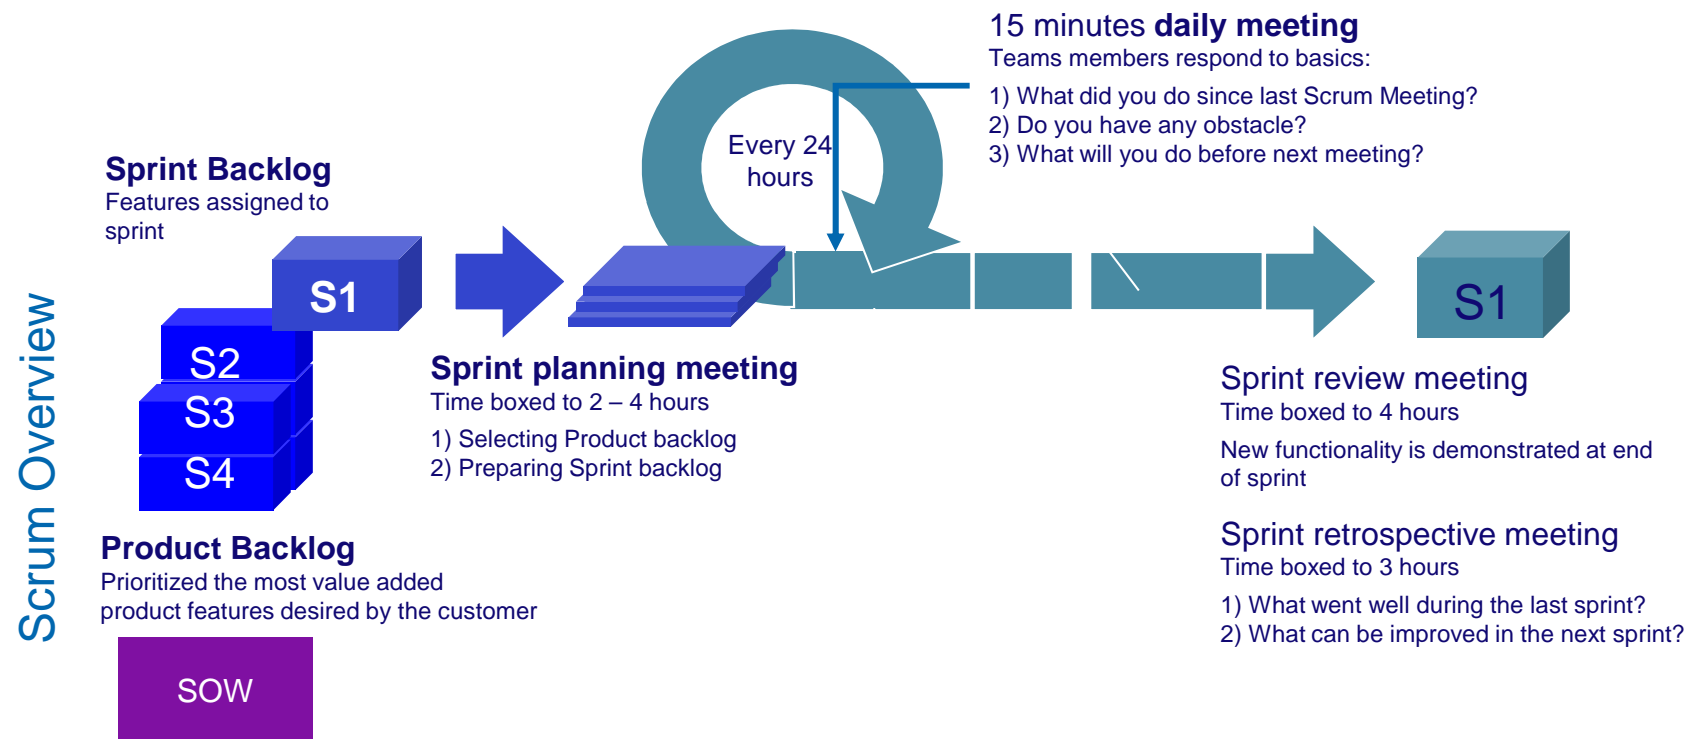 Scrum Overview
Sprint Backlog
Features assigned to
sprint
S1
S2
S3
S4
Product Backlog
Prioritized the most value added
product features desired by the customer
SOW
Sprint planning meeting
Time boxed to 2 – 4 hours
1) Selecting Product backlog
2) Preparing Sprint backlog
Every 24
hours
15 minutes daily meeting
Teams members respond to basics:
1) What did you do since last Scrum Meeting?
2) Do you have any obstacle?
3) What will you do before next meeting?
S1
Sprint review meeting
Time boxed to 4 hours
New functionality is demonstrated at end
of sprint
Sprint retrospective meeting
Time boxed to 3 hours
1) What went well during the last sprint?
2) What can be improved in the next sprint?